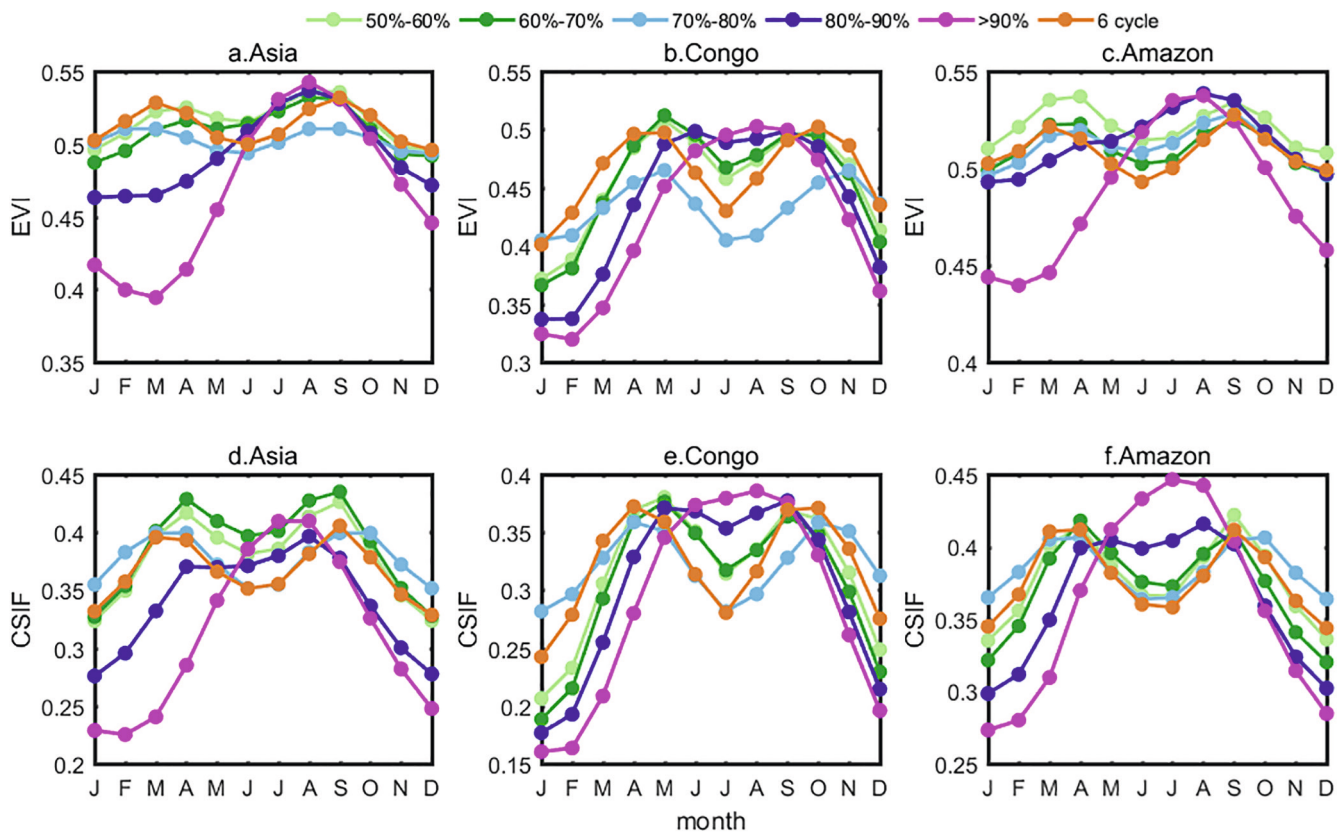 50%-60% 60%-70% 70%-80% 80%-90% >90% 6 cycle
a.Asia b.Congo c.Amazon
0.55 0.55 0.55
0.5 0.5 0.5
0.45 0.45 0.45
0.4 0.4 0.4
0.35 0.35
0.3
EVI EVI EVI
J F M A M J J A S O N D J F M A M J J A S O N D J F M A M J J A S O N D
d.Asia e.Congo f.Amazon
0.45 0.4 0.45
0.4 0.35 0.4
0.35 0.3 0.35
0.3 0.25 0.3
0.25 0.2 0.25
0.2 0.15
CSIF CSIF CSIF
J F M A M J J A S O N D J F M A M J J A S O N D J F M A M J J A S O N D
month